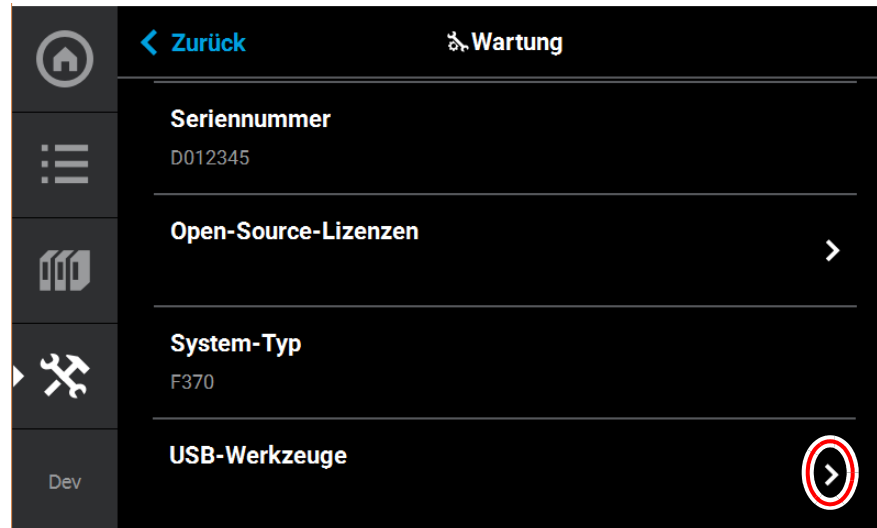 Zurück
Wartung
Seriennummer
D012345
Open-Source-Lizenzen
System-Typ
F370
USB-Werkzeuge
Dev